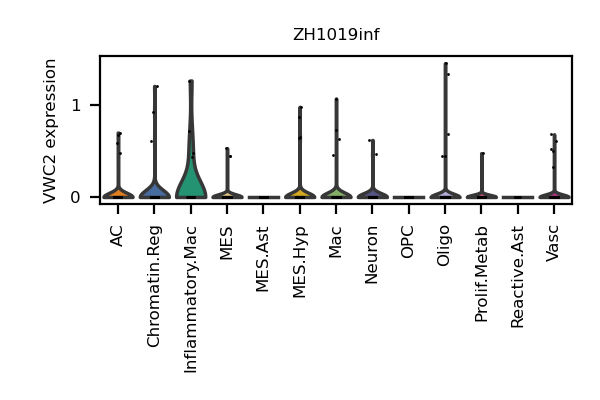 ZH1019inf
VWC2 expression
1
0
AC
Chromatin.Reg
Inflammatory.Mac
MES
MES.Ast
MES.Hyp
Mac
Neuron
OPC
Oligo
Prolif.Metab
Reactive.Ast
Vasc